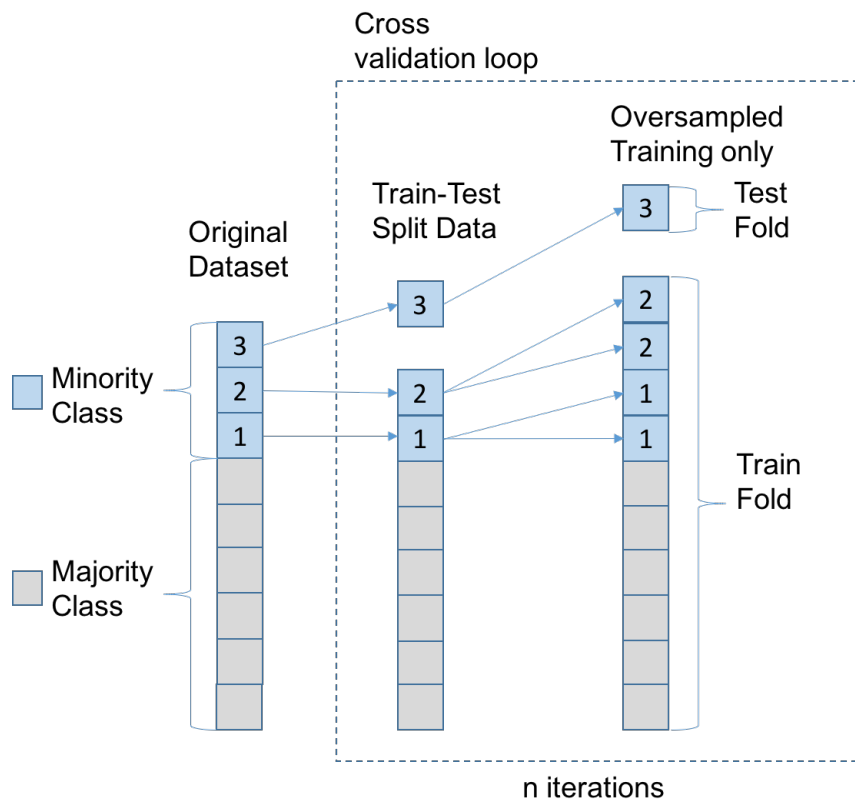 Cross
validation loop
Oversampled
Training only
Train-Test
Split Data
Original
Dataset
3
Test
Fold
3
2
3
2
Minority
Class
2
2
1
1
1
1
Train
Fold
Majority
Class
n iterations